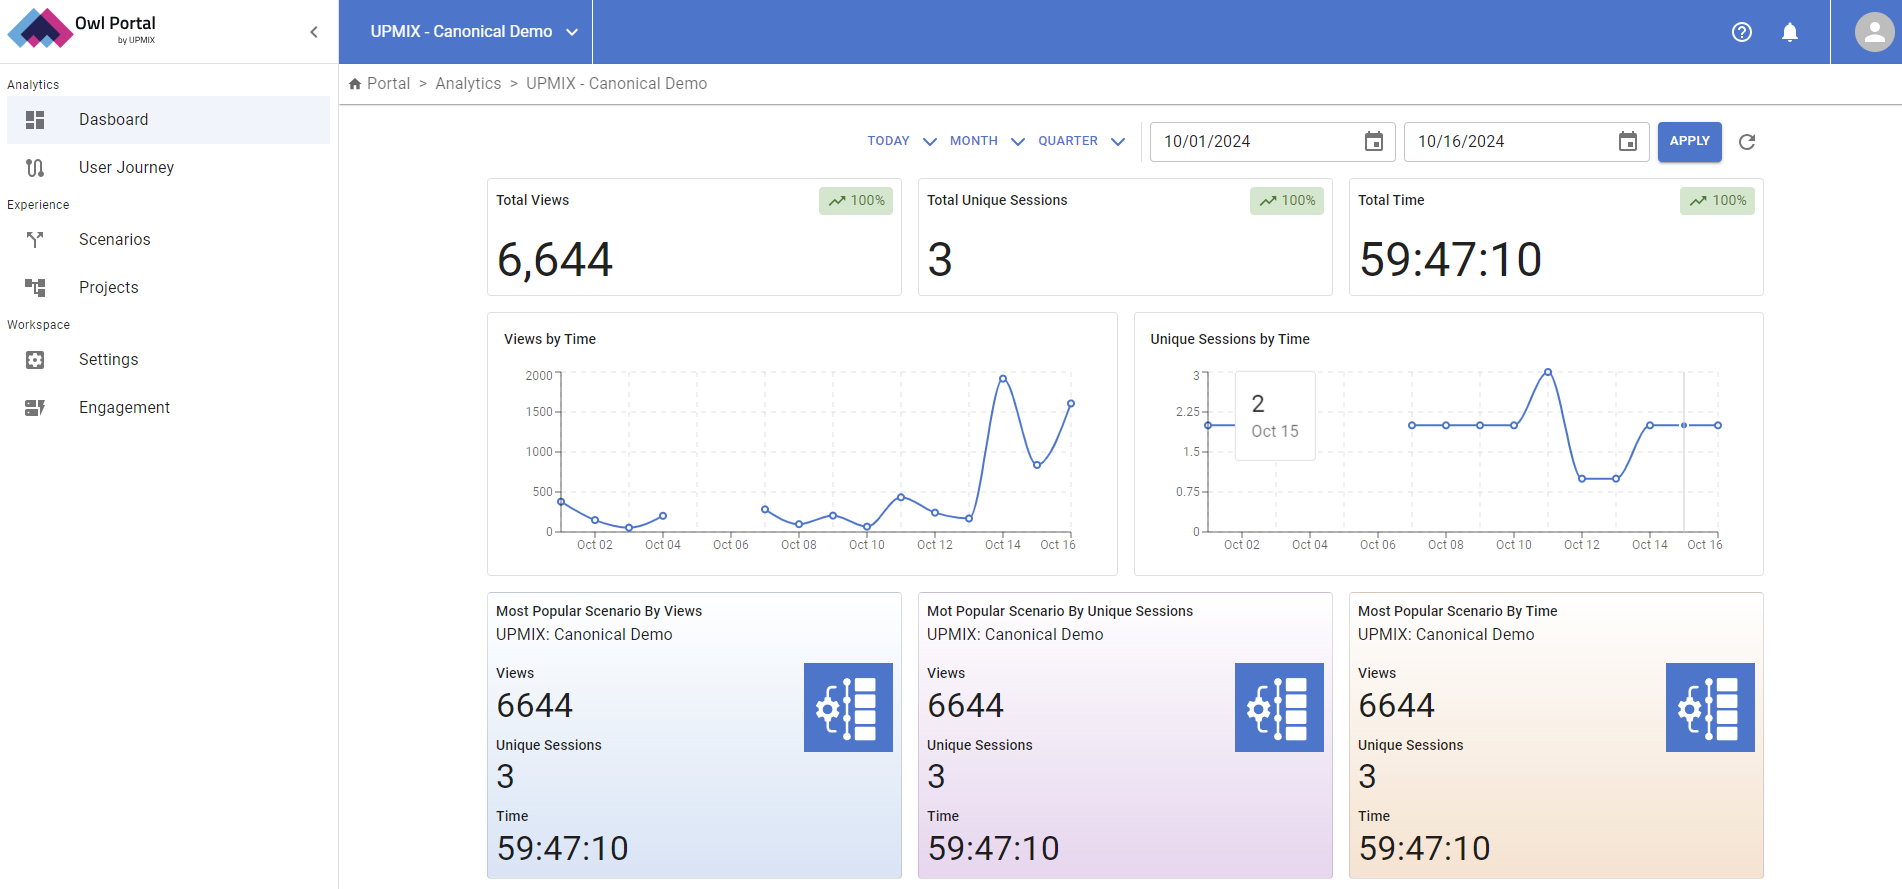 Owl Portal
by UPMIX
UPMIX - Canonical Demo
Analytics
Dasboard
User Journey
Experience
Scenarios
Projects
Workspace
Settings
Engagement
Portal > Analytics > UPMIX - Canonical Demo
TODAY MONTH QUARTER 10/01/2024 10/16/2024 APPLY
Total Views 100%
6,644
Total Unique Sessions 100%
3
Total Time 100%
59:47:10
Views by Time
2000
1500
1000
500
0
Oct 02 Oct 04 Oct 06 Oct 08 Oct 10 Oct 12 Oct 14 Oct 16
Unique Sessions by Time
3
2.25
1.5
0.75
0
2
Oct 15
Oct 02 Oct 04 Oct 06 Oct 08 Oct 10 Oct 12 Oct 14 Oct 16
Most Popular Scenario By Views
UPMIX: Canonical Demo
Views
6644
Unique Sessions
3
Time
59:47:10
Mot Popular Scenario By Unique Sessions
UPMIX: Canonical Demo
Views
6644
Unique Sessions
3
Time
59:47:10
Most Popular Scenario By Time
UPMIX: Canonical Demo
Views
6644
Unique Sessions
3
Time
59:47:10